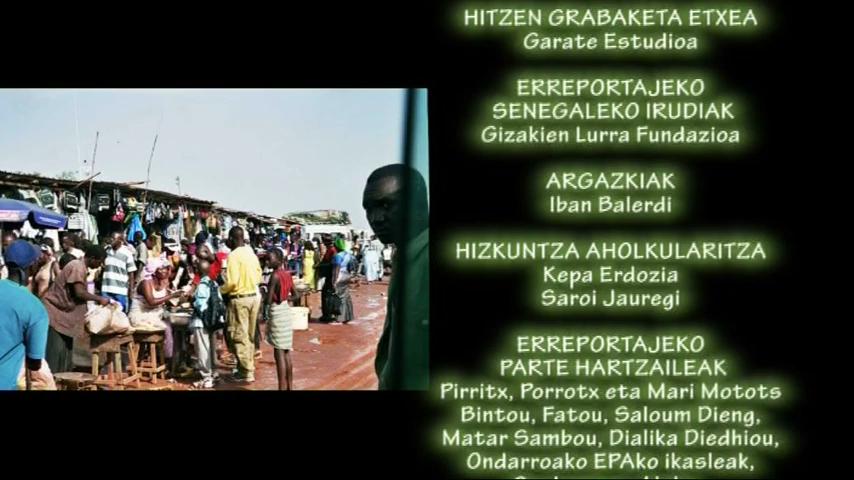 HITZEN GRABAKETA ETXEA
Garate Estudioa
ERREPORTAJEKO
SENEGALEKO IRUDIAK
Gizakien Lurra Fundazioa
ARGAZKIAK
Iban Balerdi
HIZKUNTZA AHOLKULARITZA
Kepa Erdozia
Saroi Jauregi
ERREPORTAJEKO
PARTE HARTZAILEAK
Pirritx, Porrotx eta Mari Motots
Bintou, Fatou, Saloum Dieng,
Matar Sambou, Dialika Diedhiou,
Ondarroako EPAko ikasleak,